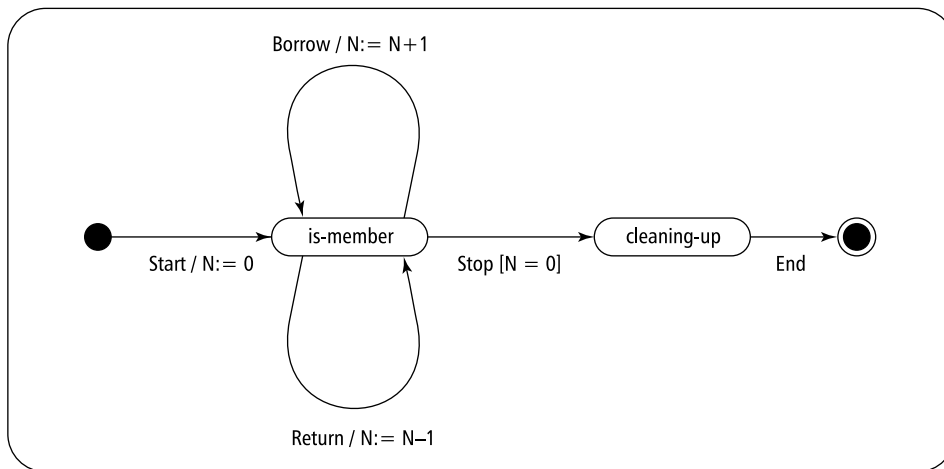 Borrow / N:= N+1
is-member
cleaning-up
Start / N:= 0
Stop [N = 0]
End
Return / N:= N–1